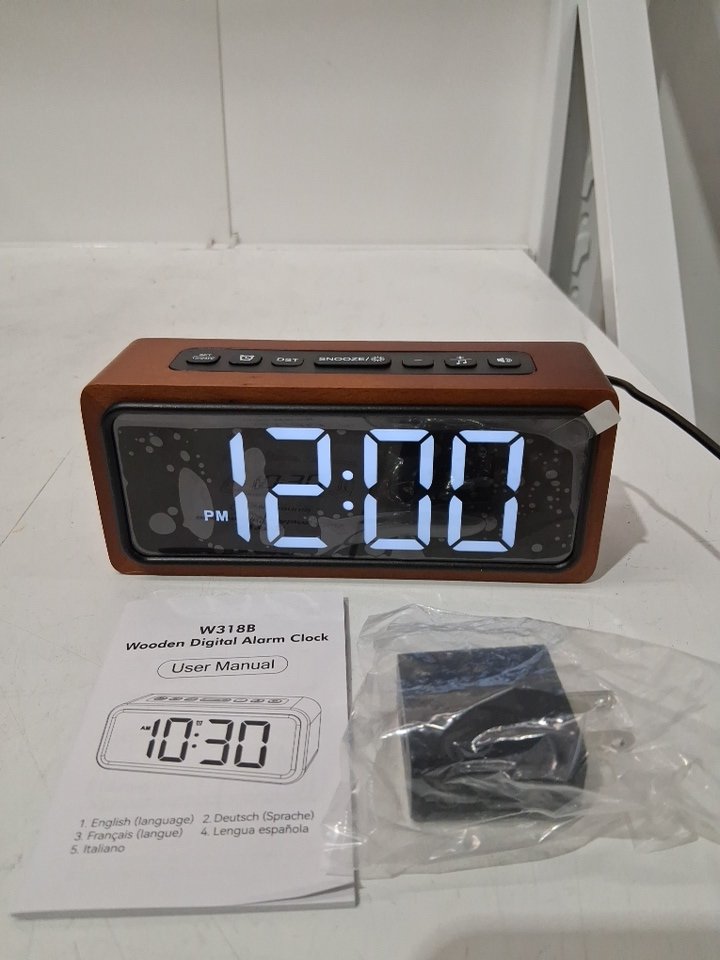 SET
DST
SNOOZE/
-
+
12:00
PM
W318B
Wooden Digital Alarm Clock
User Manual
AM 10:30
1. English (language) 2. Deutsch (Sprache)
3. Français (langue) 4. Lengua española
5. Italiano